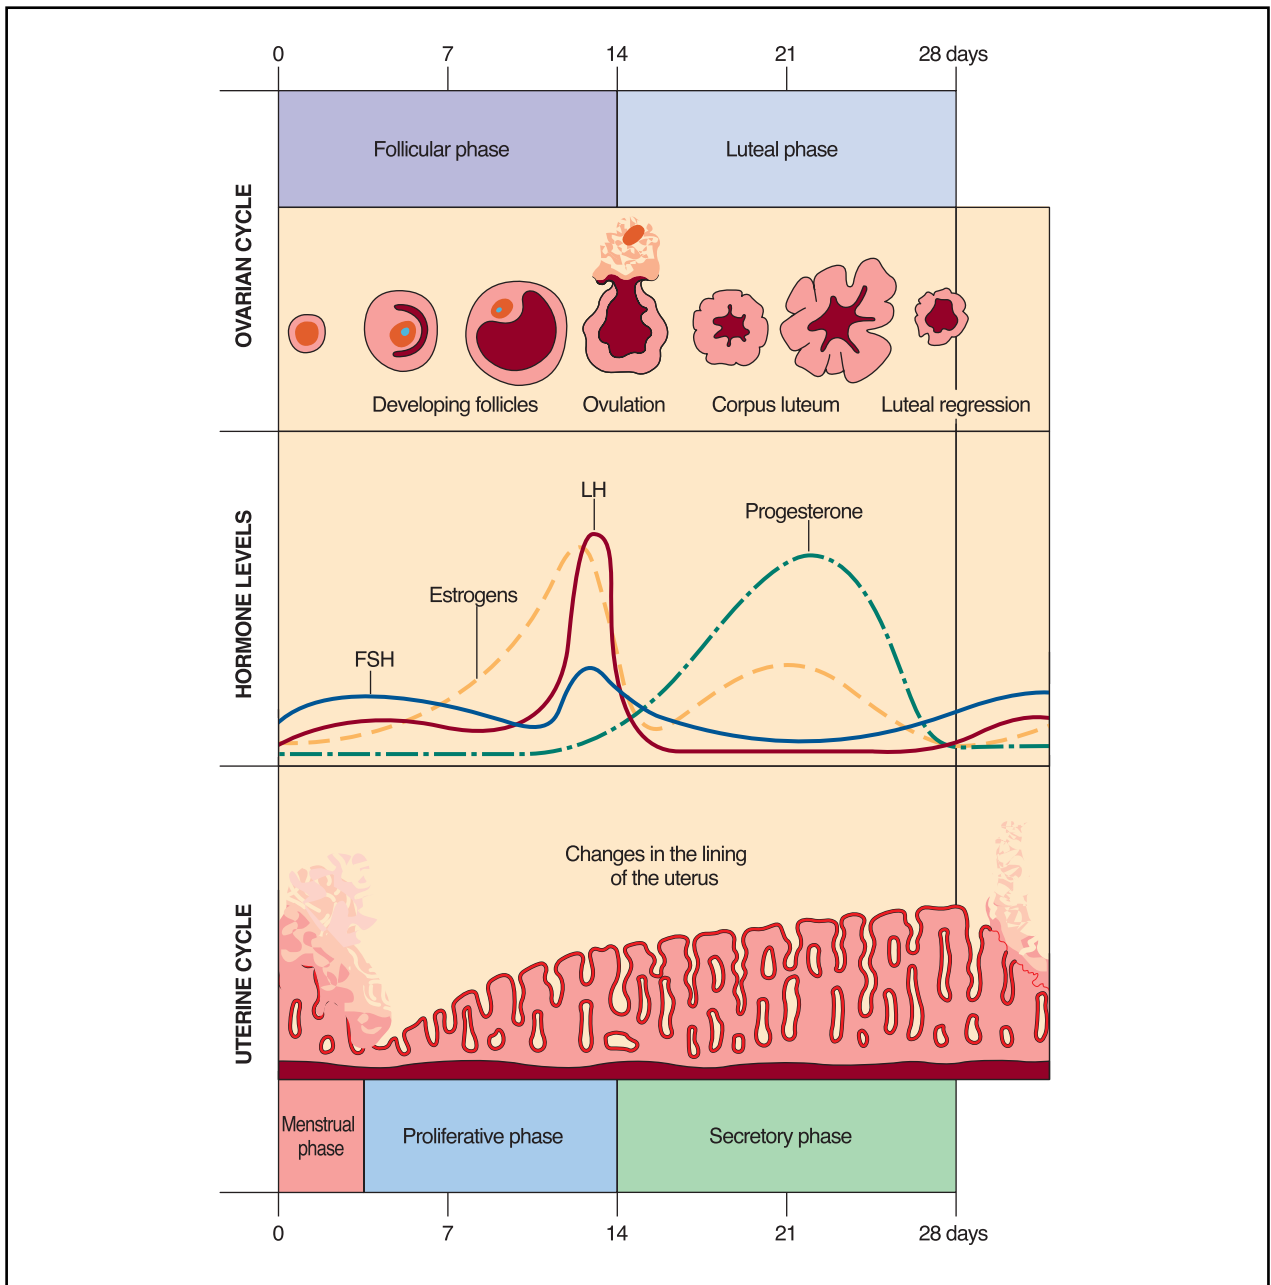 0 7 14 21 28 days
Follicular phase Luteal phase
OVARIAN CYCLE
Developing follicles Ovulation Corpus luteum Luteal regression
HORMONE LEVELS
LH
Progesterone
Estrogens
FSH
UTERINE CYCLE
Changes in the lining
of the uterus
Menstrual
phase
Proliferative phase Secretory phase
0 7 14 21 28 days